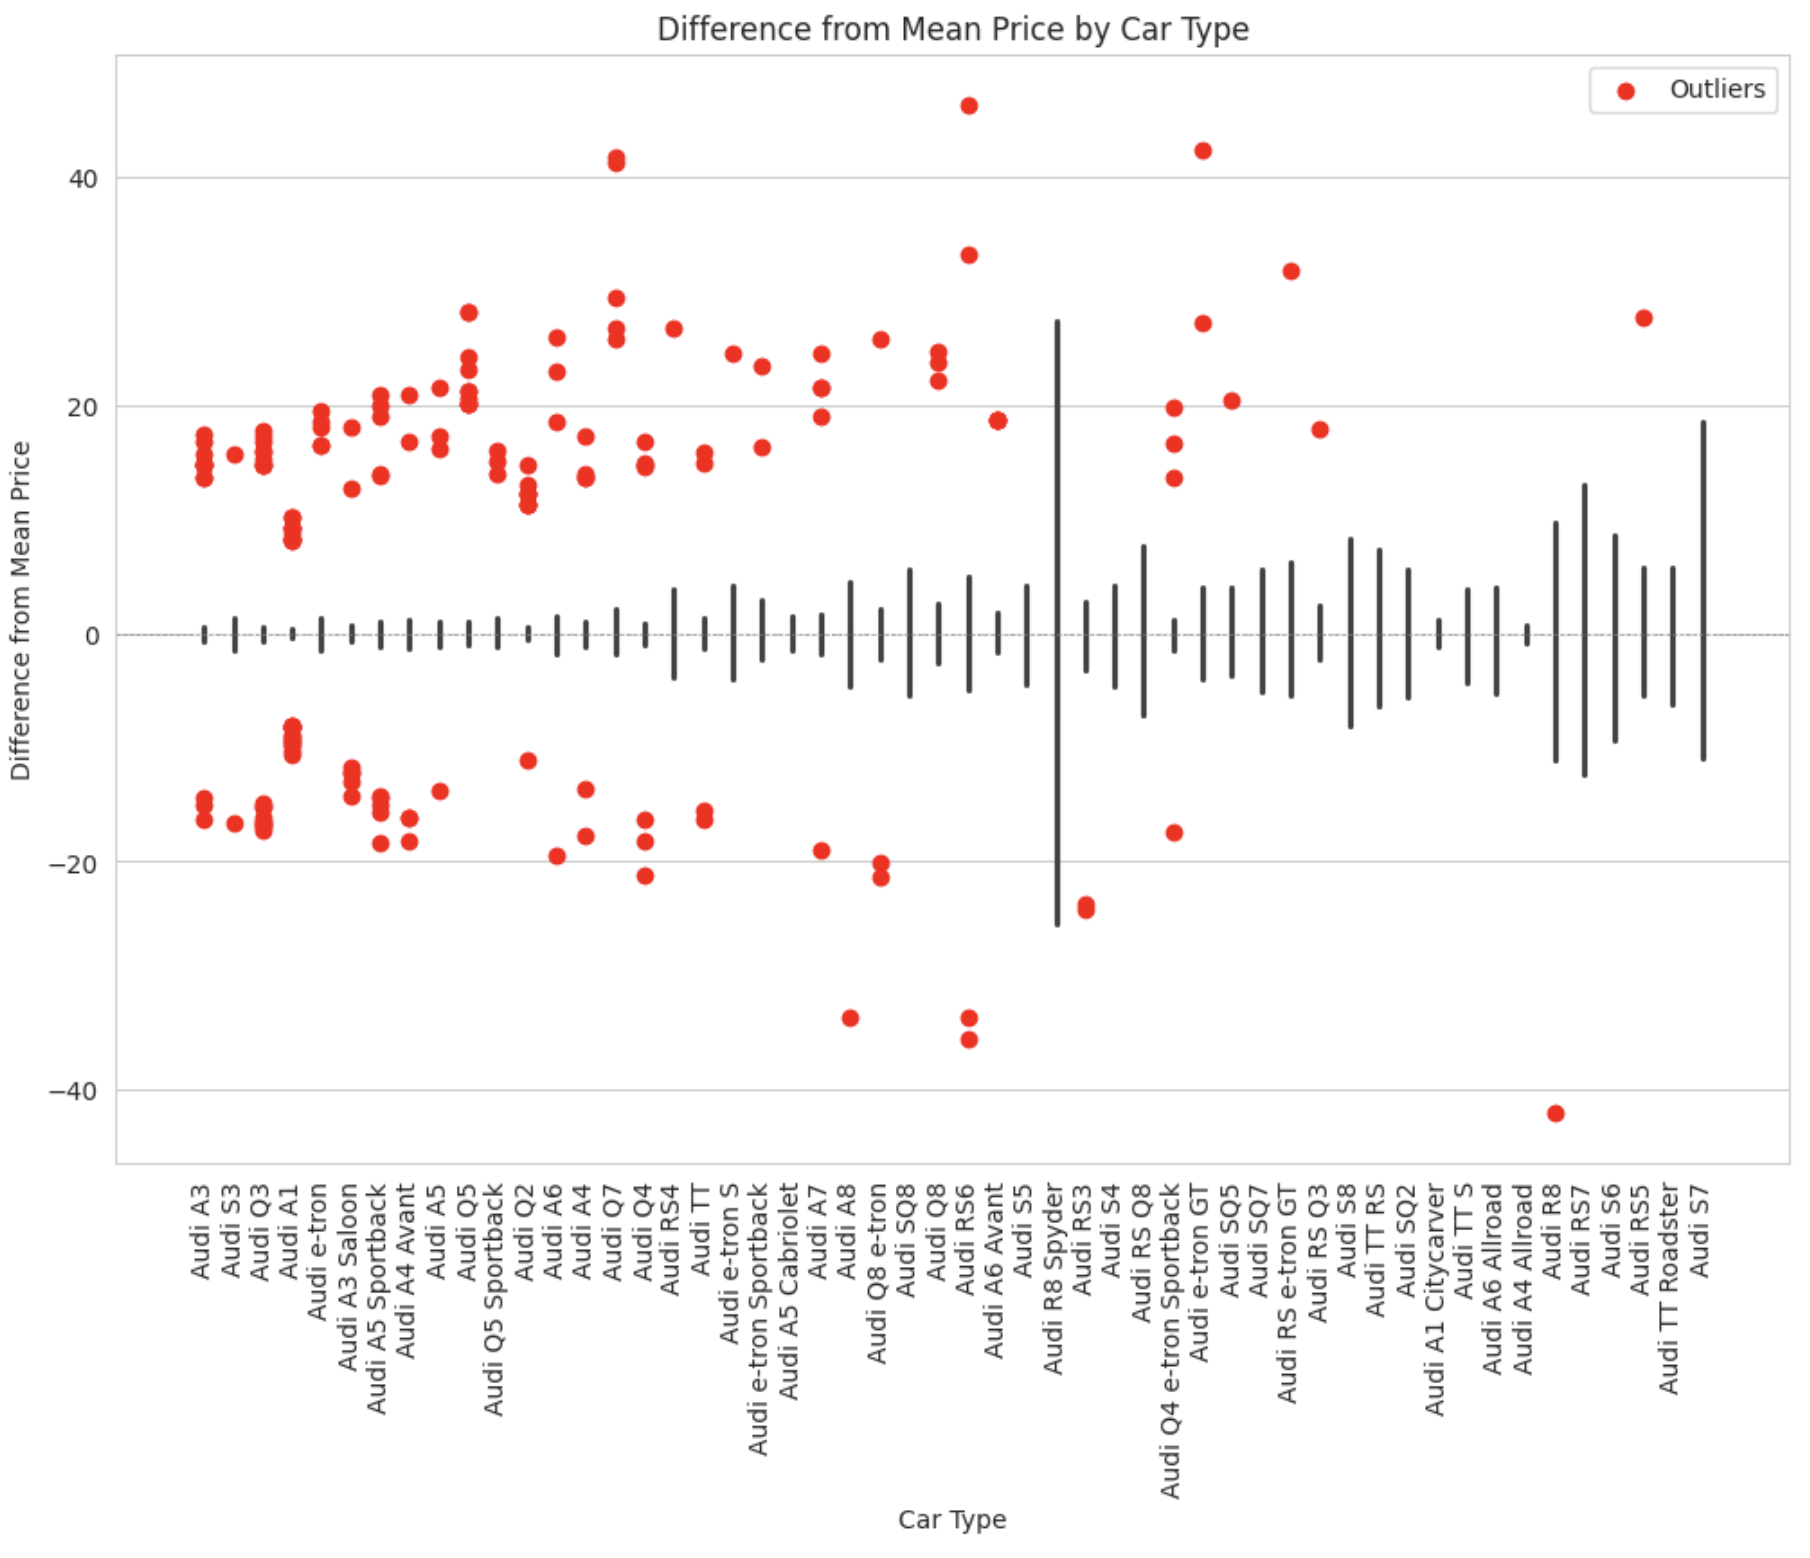 Difference from Mean Price by Car Type
Outliers
Difference from Mean Price
40
20
0
−20
−40
Audi A3
Audi S3
Audi Q3
Audi A1
Audi e-tron
Audi A3 Saloon
Audi A5 Sportback
Audi A4 Avant
Audi A5
Audi Q5
Audi Q5 Sportback
Audi Q2
Audi A6
Audi A4
Audi Q7
Audi Q4
Audi RS4
Audi TT
Audi e-tron S
Audi e-tron Sportback
Audi A5 Cabriolet
Audi A7
Audi A8
Audi Q8 e-tron
Audi SQ8
Audi Q8
Audi RS6
Audi A6 Avant
Audi S5
Audi R8 Spyder
Audi RS3
Audi S4
Audi RS Q8
Audi Q4 e-tron Sportback
Audi e-tron GT
Audi SQ5
Audi SQ7
Audi RS e-tron GT
Audi RS Q3
Audi S8
Audi TT RS
Audi SQ2
Audi A1 Citycarver
Audi TT S
Audi A6 Allroad
Audi A4 Allroad
Audi R8
Audi RS7
Audi S6
Audi RS5
Audi TT Roadster
Audi S7
Car Type